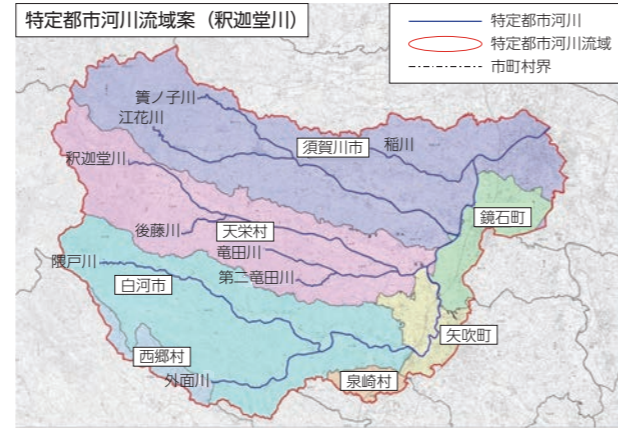 特定都市河川流域案（釈迦堂川）
特定都市河川
特定都市河川流域
市町村界
簀ノ子川
江花川
須賀川市
稲川
釈迦堂川
鏡石町
後藤川
天栄村
竜田川
隈戸川
第二竜田川
白河市
矢吹町
西郷村
外面川
泉崎村